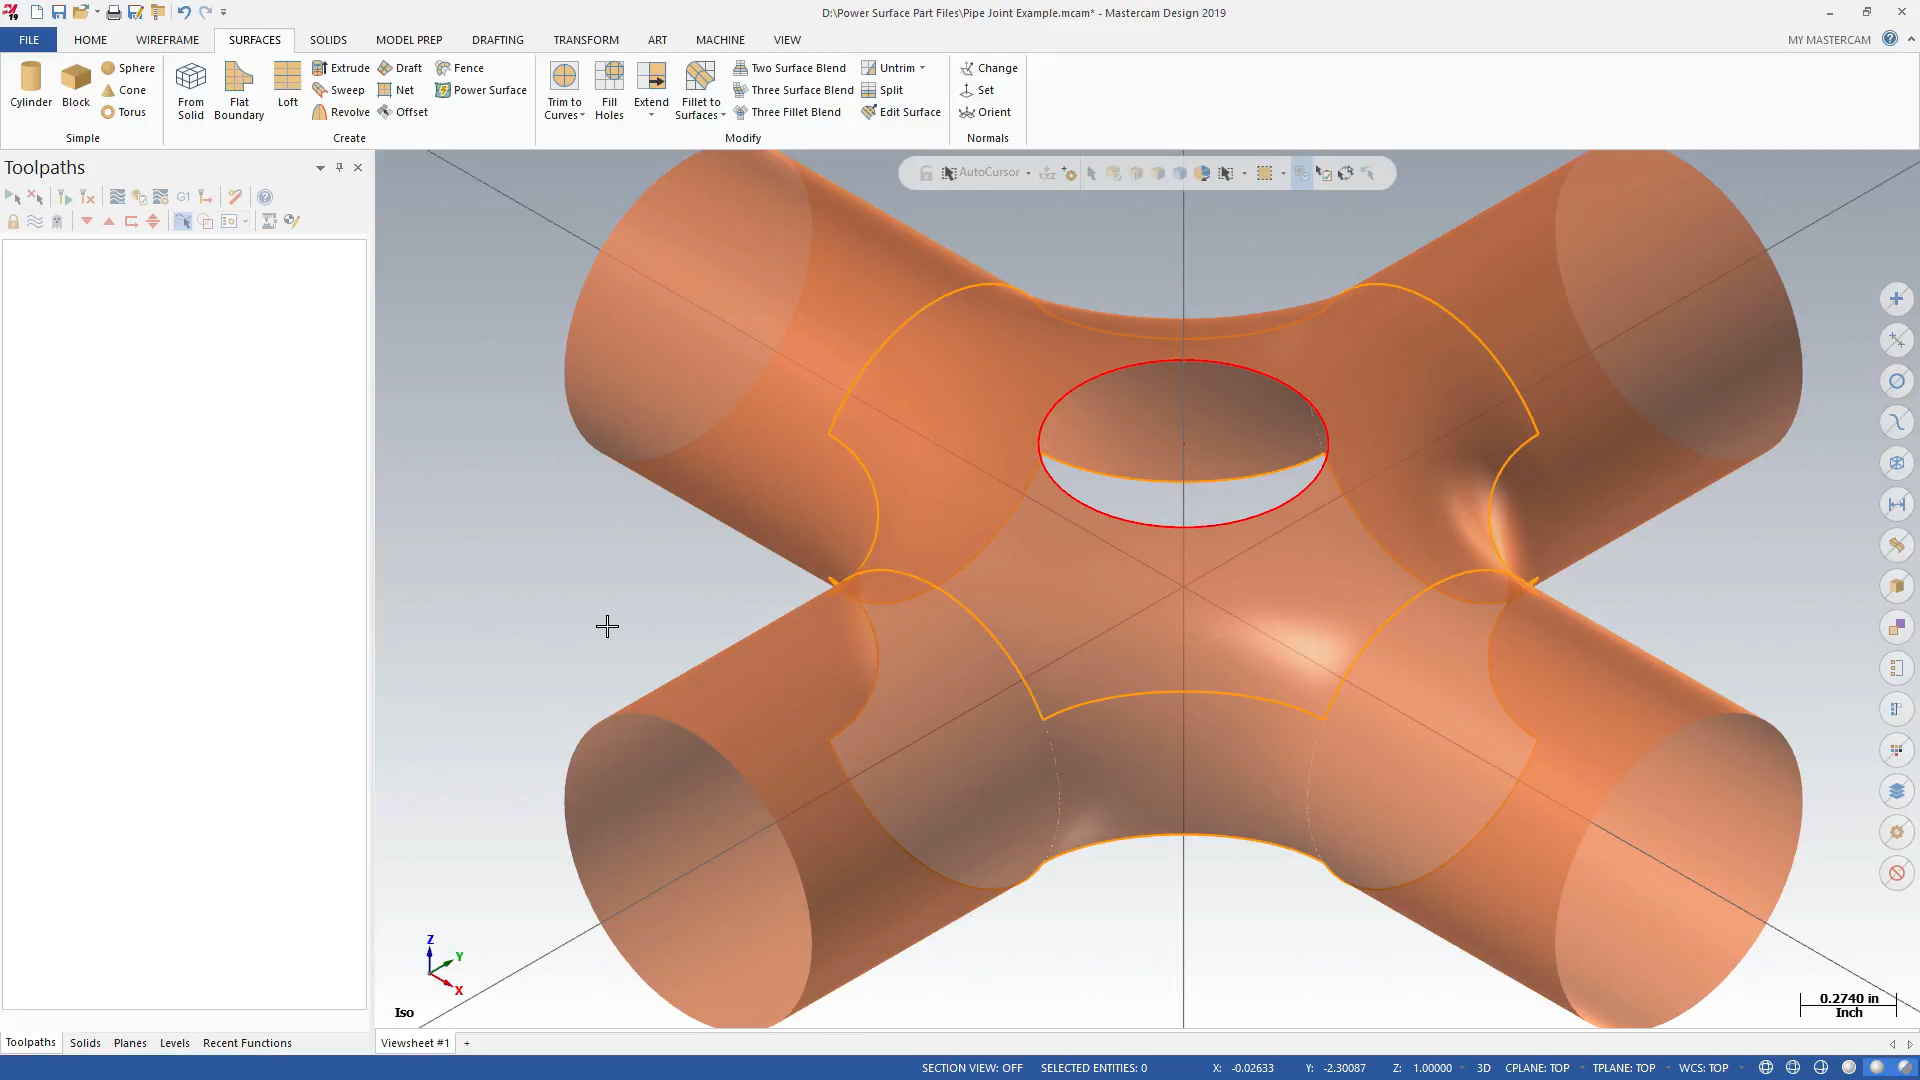 19
D:\Power Surface Part Files\Pipe Joint Example.mcam* - Mastercam Design 2019
FILE HOME WIREFRAME SURFACES SOLIDS MODEL PREP DRAFTING TRANSFORM ART MACHINE VIEW MY MASTERCAM
Cylinder Block
Sphere
Cone
Torus
Simple
From Solid
Flat Boundary
Loft
Extrude Draft Fence
Sweep Net Power Surface
Revolve Offset
Create
Trim to Curves
Fill Holes
Extend
Fillet to Surfaces
Two Surface Blend Untrim
Three Surface Blend Split
Three Fillet Blend Edit Surface
Modify
Change
Set
Orient
Normals
Toolpaths
G1
AutoCursor
Z
Y
X
Iso
0.2740 in
Inch
Toolpaths Solids Planes Levels Recent Functions
Viewsheet #1 +
SECTION VIEW: OFF SELECTED ENTITIES: 0 X: -0.02633 Y: -2.30087 Z: 1.00000 3D CPLANE: TOP TPLANE: TOP WCS: TOP